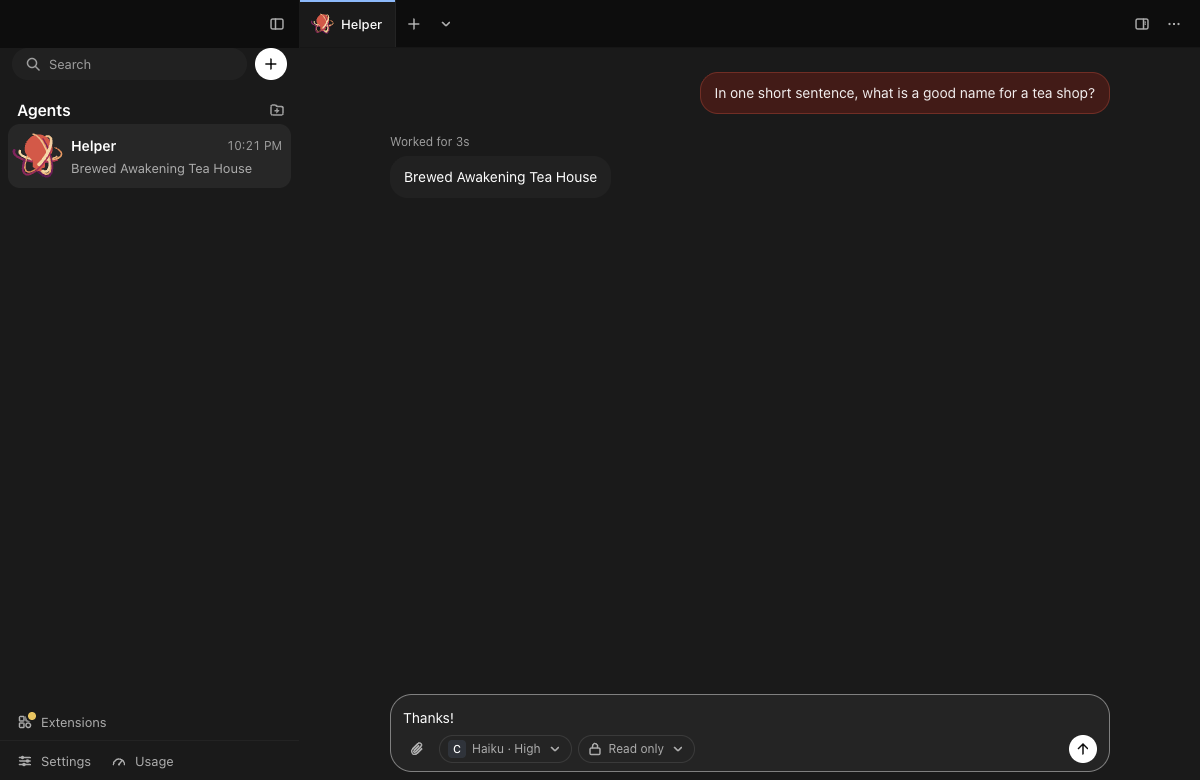 Helper
Search
Agents
Helper
10:21 PM
Brewed Awakening Tea House
In one short sentence, what is a good name for a tea shop?
Worked for 3s
Brewed Awakening Tea House
Thanks!
C
Haiku · High
Read only
Extensions
Settings
Usage